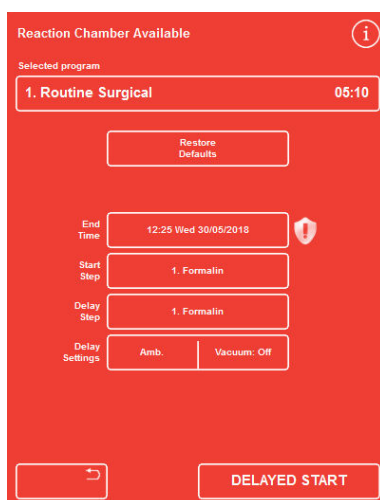 Reaction Chamber Available
i
Selected program
1. Routine Surgical 05:10
Restore
Defaults
End
Time
12:25 Wed 30/05/2018
!
Start
Step
1. Formalin
Delay
Step
1. Formalin
Delay
Settings
Amb. Vacuum: Off
DELAYED START